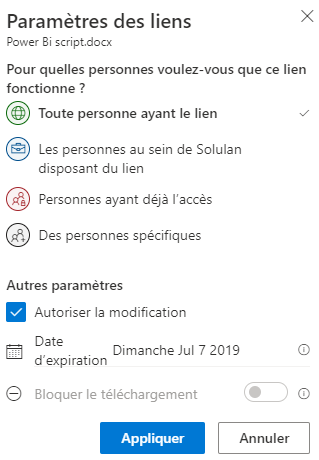 Paramètres des liens
Power Bi script.docx
Pour quelles personnes voulez-vous que ce lien
fonctionne ?
Toute personne ayant le lien
Les personnes au sein de Solulan
disposant du lien
Personnes ayant déjà l'accès
Des personnes spécifiques
Autres paramètres
Autoriser la modification
Date
d'expiration
Dimanche Jul 7 2019
Bloquer le téléchargement
Appliquer
Annuler